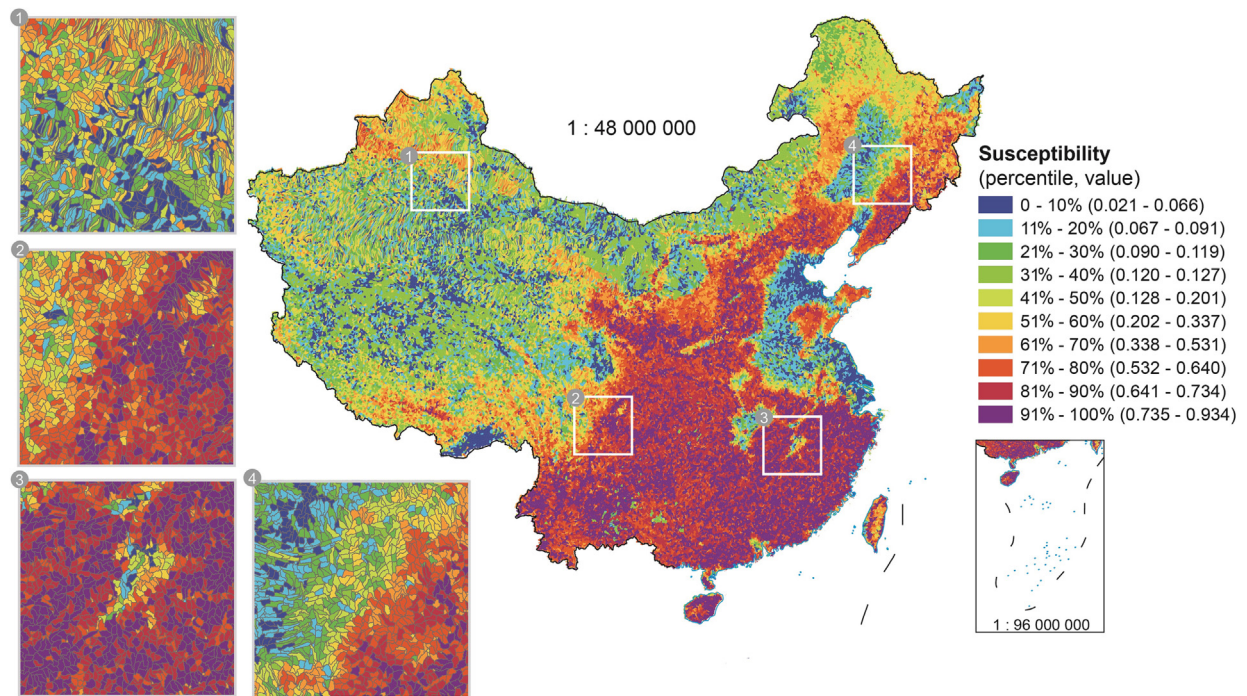 1
2
3
4
1 : 48 000 000
1
2
3
4
Susceptibility
(percentile, value)
0 - 10% (0.021 - 0.066)
11% - 20% (0.067 - 0.091)
21% - 30% (0.090 - 0.119)
31% - 40% (0.120 - 0.127)
41% - 50% (0.128 - 0.201)
51% - 60% (0.202 - 0.337)
61% - 70% (0.338 - 0.531)
71% - 80% (0.532 - 0.640)
81% - 90% (0.641 - 0.734)
91% - 100% (0.735 - 0.934)
1 : 96 000 000